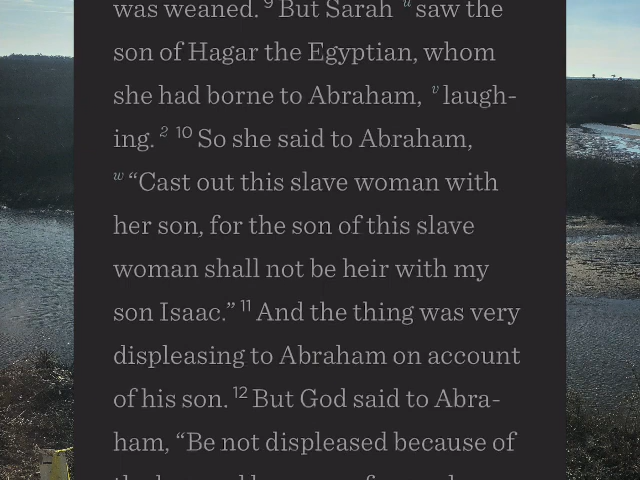 was weaned. 9 But Sarah u saw the
son of Hagar the Egyptian, whom
she had borne to Abraham, v laugh-
ing. 2 10 So she said to Abraham,
w “Cast out this slave woman with
her son, for the son of this slave
woman shall not be heir with my
son Isaac.” 11 And the thing was very
displeasing to Abraham on account
of his son. 12 But God said to Abra-
ham, “Be not displeased because of